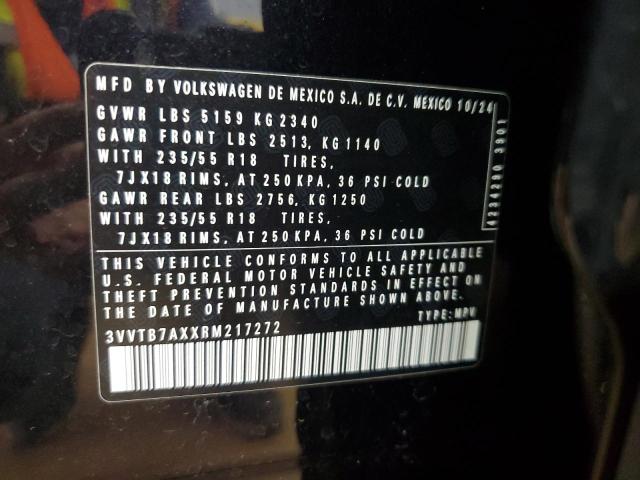 MFD BY VOLKSWAGEN DE MEXICO S.A. DE C.V. MEXICO 10/24
GVWR LBS 5159 KG 2340
GAWR FRONT LBS 2513, KG 1140
WITH 235/55 R18 TIRES,
7JX18 RIMS, AT 250 KPA, 36 PSI COLD
GAWR REAR LBS 2756, KG 1250
WITH 235/55 R18 TIRES,
7JX18 RIMS, AT 250 KPA, 36 PSI COLD
4234280 3901
THIS VEHICLE CONFORMS TO ALL APPLICABLE
U.S. FEDERAL MOTOR VEHICLE SAFETY AND
THEFT PREVENTION STANDARDS IN EFFECT ON
THE DATE OF MANUFACTURE SHOWN ABOVE.
TYPE: MPV
3VVTB7AXXRM217272